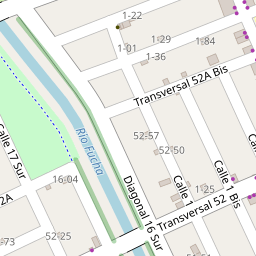 1-22
1-29
1-84
1-01
1-36
Transversal 52A Bis
Río Fucha
52-57
52-50
Calle 17 Sur
16-04
Diagonal 16 Sur
Calle 1
1-25
Calle 1 Bis
2A
Transversal 52
52-25
-73